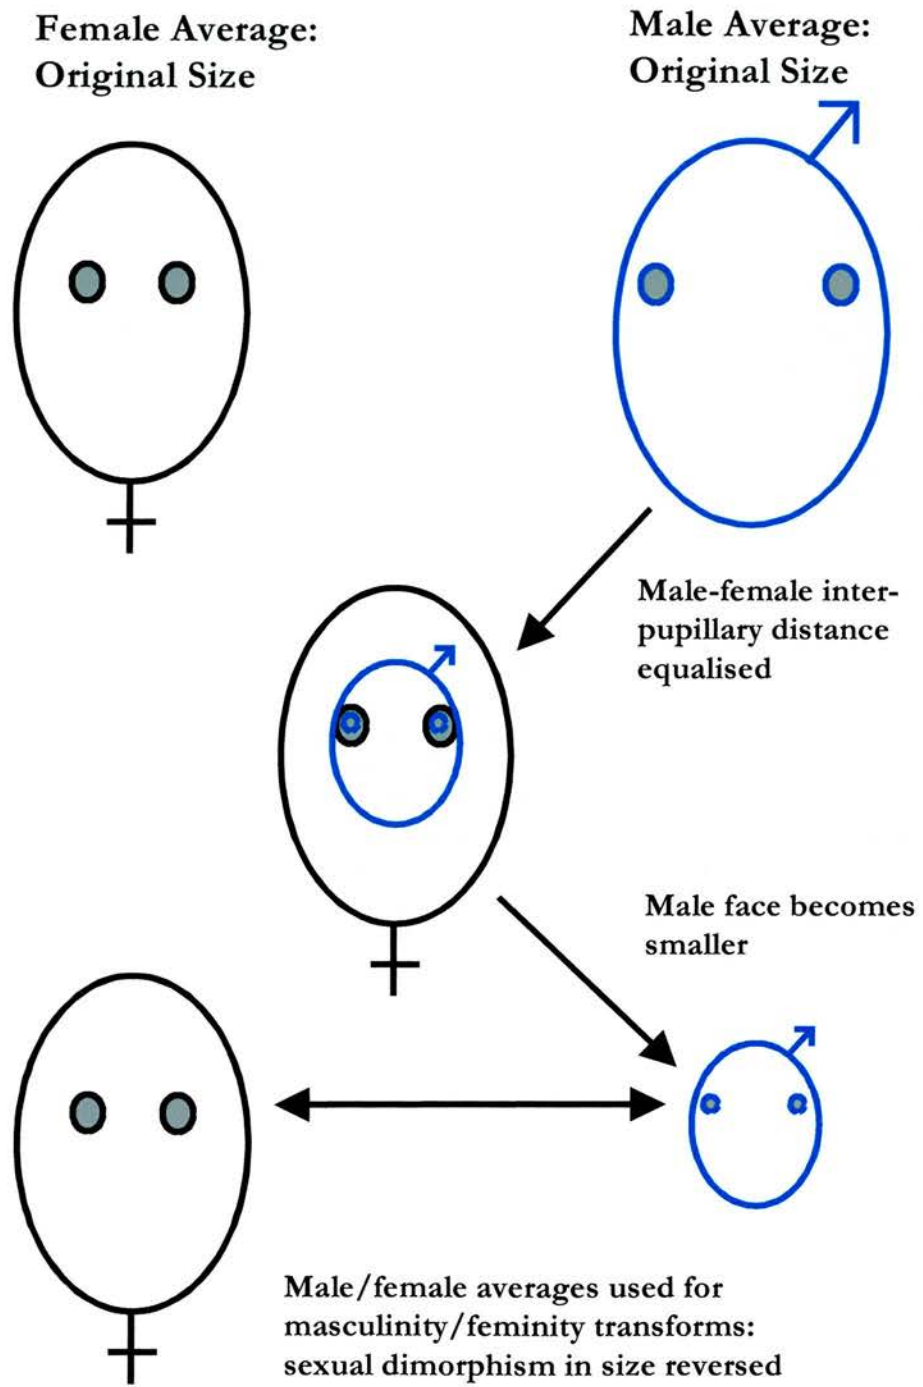 Female Average:
Original Size
Male Average:
Original Size
Male-female inter-
pupillary distance
equalised
Male face becomes
smaller
Male/female averages used for
masculinity/feminity transforms:
sexual dimorphism in size reversed